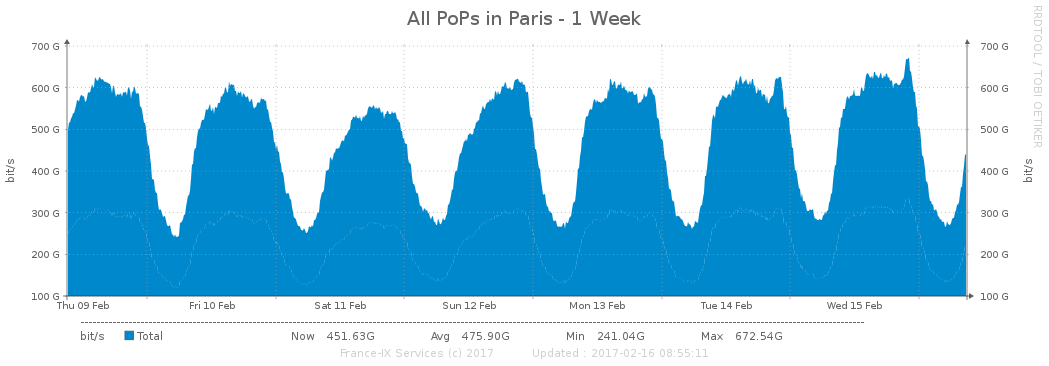 All PoPs in Paris - 1 Week
RRDTOOL / TOBI OETIKER
700 G 700 G
600 G 600 G
500 G 500 G
bit/s 400 G 400 G bit/s
300 G 300 G
200 G 200 G
100 G 100 G
Thu 09 Feb Fri 10 Feb Sat 11 Feb Sun 12 Feb Mon 13 Feb Tue 14 Feb Wed 15 Feb
bit/s Total Now 451.63G Avg 475.90G Min 241.04G Max 672.54G
France-IX Services (c) 2017 Updated : 2017-02-16 08:55:11